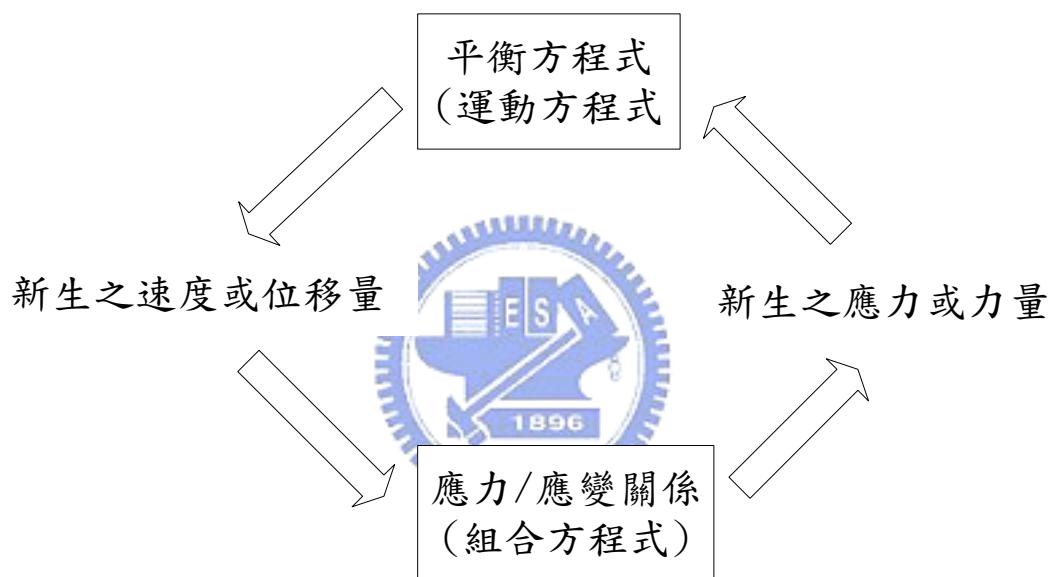 平衡方程式
(運動方程式
新生之速度或位移量
新生之應力或力量
E S A
1896
應力/應變關係
(組合方程式)